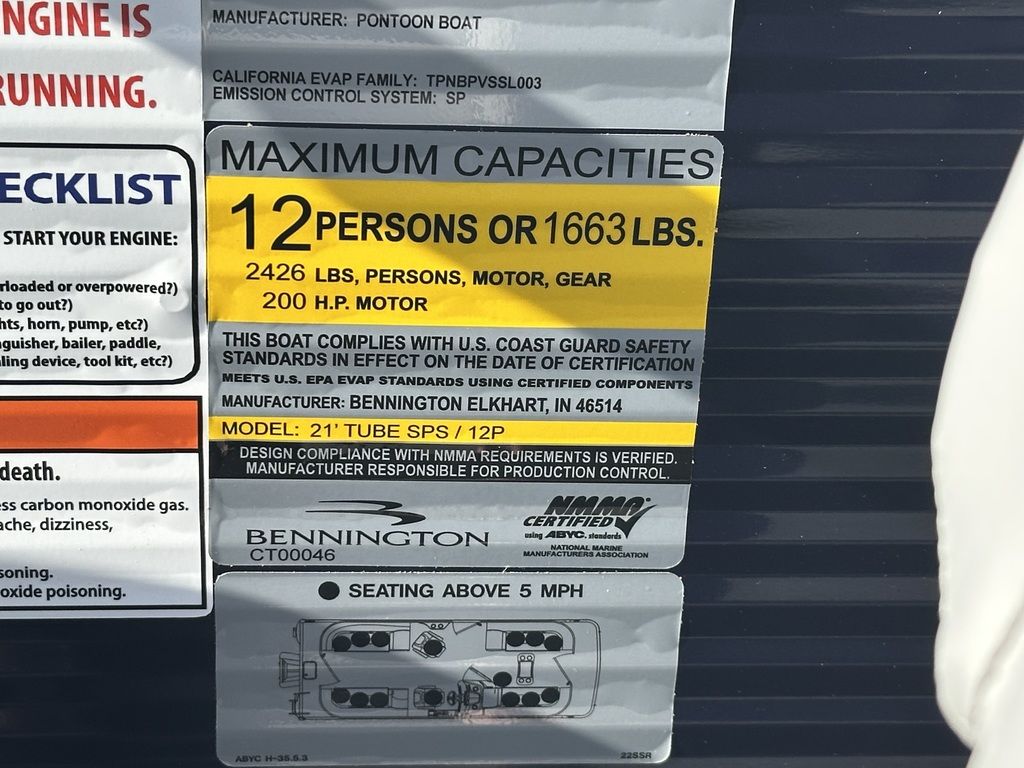 NGINE IS
RUNNING.
ECKLIST
START YOUR ENGINE:
rloaded or overpowered?)
to go out?)
hts, horn, pump, etc?)
nguisher, bailer, paddle,
ling device, tool kit, etc?)
death.
ss carbon monoxide gas.
ache, dizziness,
soning.
oxide poisoning.
MANUFACTURER: PONTOON BOAT
CALIFORNIA EVAP FAMILY: TPNBPVSSL003
EMISSION CONTROL SYSTEM: SP
MAXIMUM CAPACITIES
12 PERSONS OR 1663 LBS.
2426 LBS, PERSONS, MOTOR, GEAR
200 H.P. MOTOR
THIS BOAT COMPLIES WITH U.S. COAST GUARD SAFETY
STANDARDS IN EFFECT ON THE DATE OF CERTIFICATION
MEETS U.S. EPA EVAP STANDARDS USING CERTIFIED COMPONENTS
MANUFACTURER: BENNINGTON ELKHART, IN 46514
MODEL: 21' TUBE SPS / 12P
DESIGN COMPLIANCE WITH NMMA REQUIREMENTS IS VERIFIED.
MANUFACTURER RESPONSIBLE FOR PRODUCTION CONTROL.
BENNINGTON
CT00046
NMMA
CERTIFIED
using ABYC. standards
NATIONAL MARINE
MANUFACTURERS ASSOCIATION
SEATING ABOVE 5 MPH
ABYC H-35.5.3
22SSR